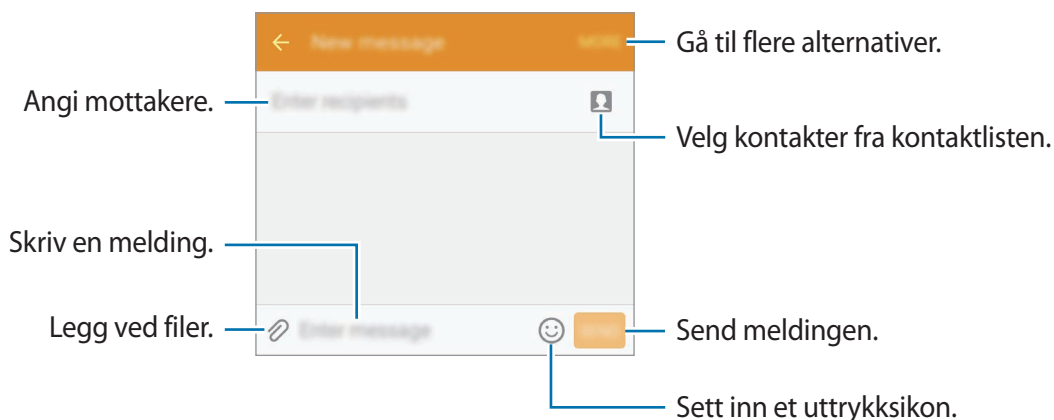 New message
MORE
Gå til flere alternativer.
Angi mottakere.
Enter recipients
Velg kontakter fra kontaktlisten.
Skriv en melding.
Legg ved filer.
Enter message
Send meldingen.
Sett inn et uttrykksikon.